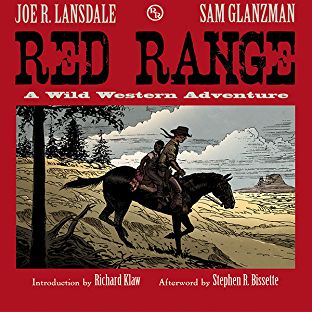 JOE R. LANSDALE SAM GLANZMAN
RED RANGE
A Wild Western Adventure
Introduction by Richard Klaw Afterword by Stephen R. Bissette